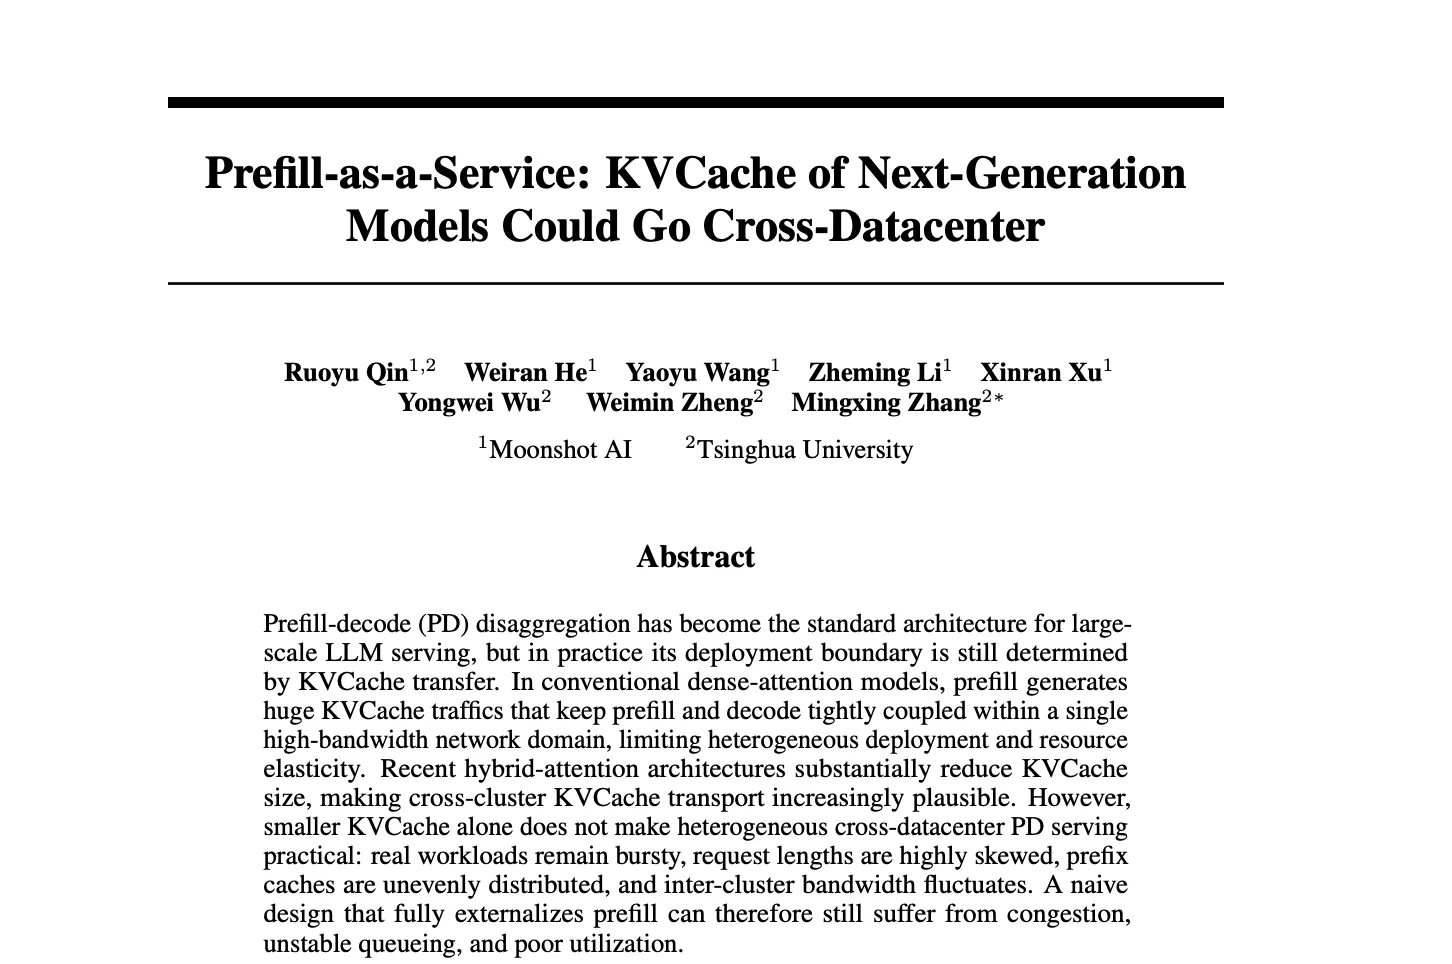 Prefill-as-a-Service: KVCache of Next-Generation
Models Could Go Cross-Datacenter
Ruoyu Qin1,2 Weiran He1 Yaoyu Wang1 Zheming Li1 Xinran Xu1
Yongwei Wu2 Weimin Zheng2 Mingxing Zhang2*
1Moonshot AI 2Tsinghua University
Abstract
Prefill-decode (PD) disaggregation has become the standard architecture for large-
scale LLM serving, but in practice its deployment boundary is still determined
by KVCache transfer. In conventional dense-attention models, prefill generates
huge KVCache traffics that keep prefill and decode tightly coupled within a single
high-bandwidth network domain, limiting heterogeneous deployment and resource
elasticity. Recent hybrid-attention architectures substantially reduce KVCache
size, making cross-cluster KVCache transport increasingly plausible. However,
smaller KVCache alone does not make heterogeneous cross-datacenter PD serving
practical: real workloads remain bursty, request lengths are highly skewed, prefix
caches are unevenly distributed, and inter-cluster bandwidth fluctuates. A naive
design that fully externalizes prefill can therefore still suffer from congestion,
unstable queueing, and poor utilization.